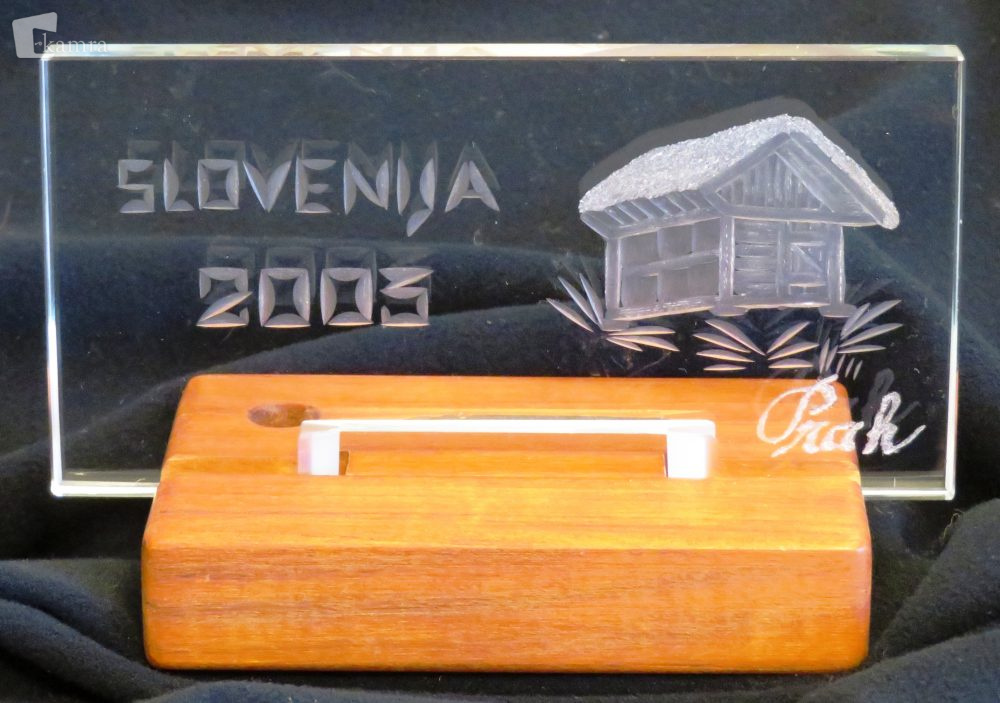 kamra
SLOVENIJA
2003
Prah